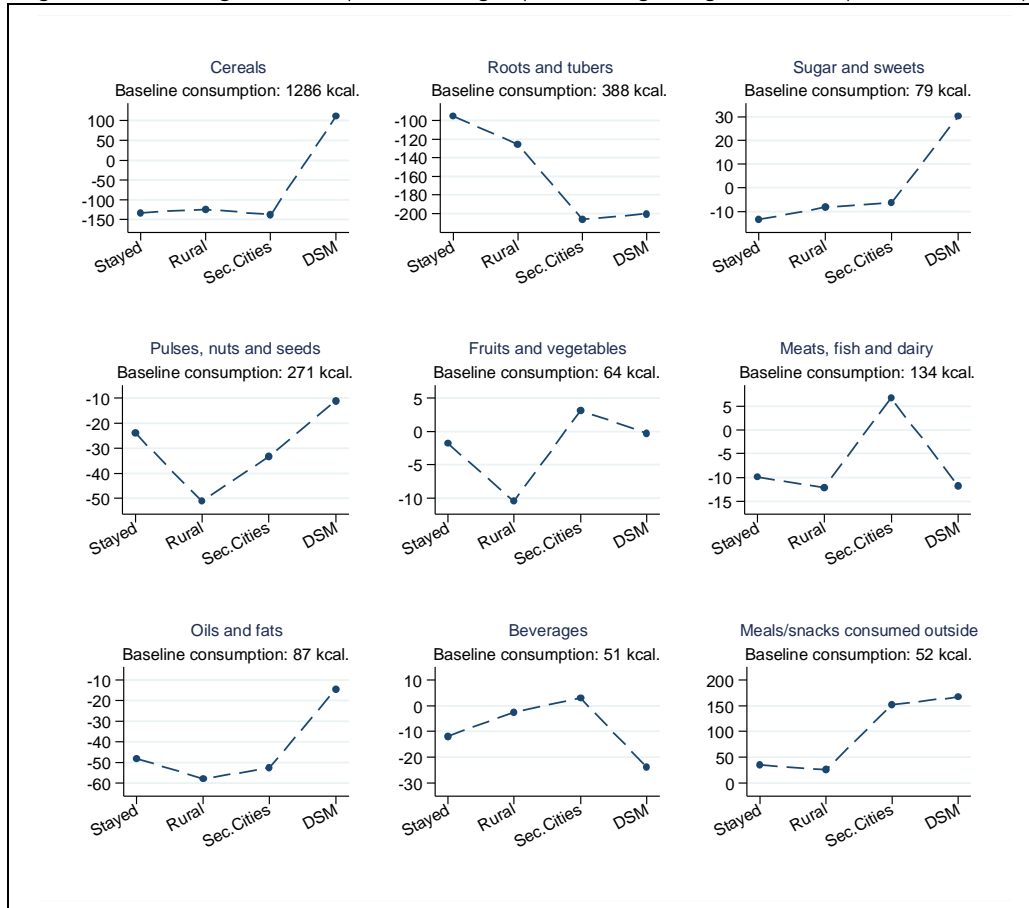 Cereals
Baseline consumption: 1286 kcal.
100
50
0
-50
-100
-150
Stayed
Rural
Sec.Cities
DSM
Roots and tubers
Baseline consumption: 388 kcal.
-100
-120
-140
-160
-180
-200
Stayed
Rural
Sec.Cities
DSM
Sugar and sweets
Baseline consumption: 79 kcal.
30
20
10
0
-10
Stayed
Rural
Sec.Cities
DSM
Pulses, nuts and seeds
Baseline consumption: 271 kcal.
-10
-20
-30
-40
-50
Stayed
Rural
Sec.Cities
DSM
Fruits and vegetables
Baseline consumption: 64 kcal.
5
0
-5
-10
Stayed
Rural
Sec.Cities
DSM
Meats, fish and dairy
Baseline consumption: 134 kcal.
5
0
-5
-10
-15
Stayed
Rural
Sec.Cities
DSM
Oils and fats
Baseline consumption: 87 kcal.
-10
-20
-30
-40
-50
-60
Stayed
Rural
Sec.Cities
DSM
Beverages
Baseline consumption: 51 kcal.
10
0
-10
-20
-30
Stayed
Rural
Sec.Cities
DSM
Meals/snacks consumed outside
Baseline consumption: 52 kcal.
200
150
100
50
0
Stayed
Rural
Sec.Cities
DSM